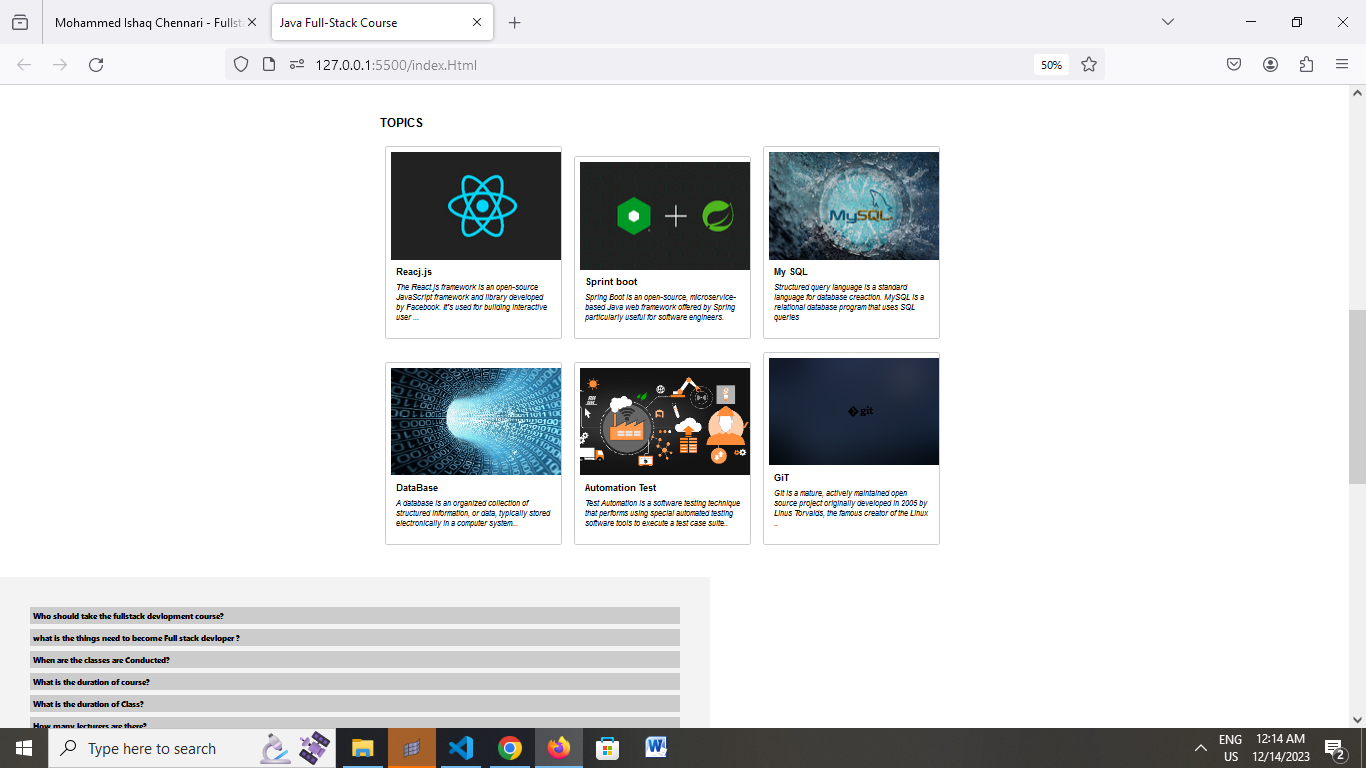 Mohammed Ishaq Chennari - Fullst
Java Full-Stack Course
127.0.0.1:5500/index.Html
50%
TOPICS
Reacj.js
The React.js framework is an open-source
JavaScript framework and library developed
by Facebook. It's used for building interactive
user ...
Sprint boot
Spring Boot is an open-source, microservice-
based Java web framework offered by Spring
particularly useful for software engineers.
MySQL
My SQL
Structured query language is a standard
language for database creaction. MySQL is a
relational database program that uses SQL
queries
DataBase
A database is an organized collection of
structured information, or data, typically stored
electronically in a computer system...
Automation Test
Test Automation is a software testing technique
that performs using special automated testing
software tools to execute a test case suite..
git
GiT
Git is a mature, actively maintained open
source project originally developed in 2005 by
Linus Torvalds, the famous creator of the Linux
..
Who should take the fullstack devlopment course?
what is the things need to become Full stack devloper?
When are the classes are Conducted?
What is the duration of course?
What is the duration of Class?
How many lecturers are there?
Type here to search
ENG
US
12:14 AM
12/14/2023
2